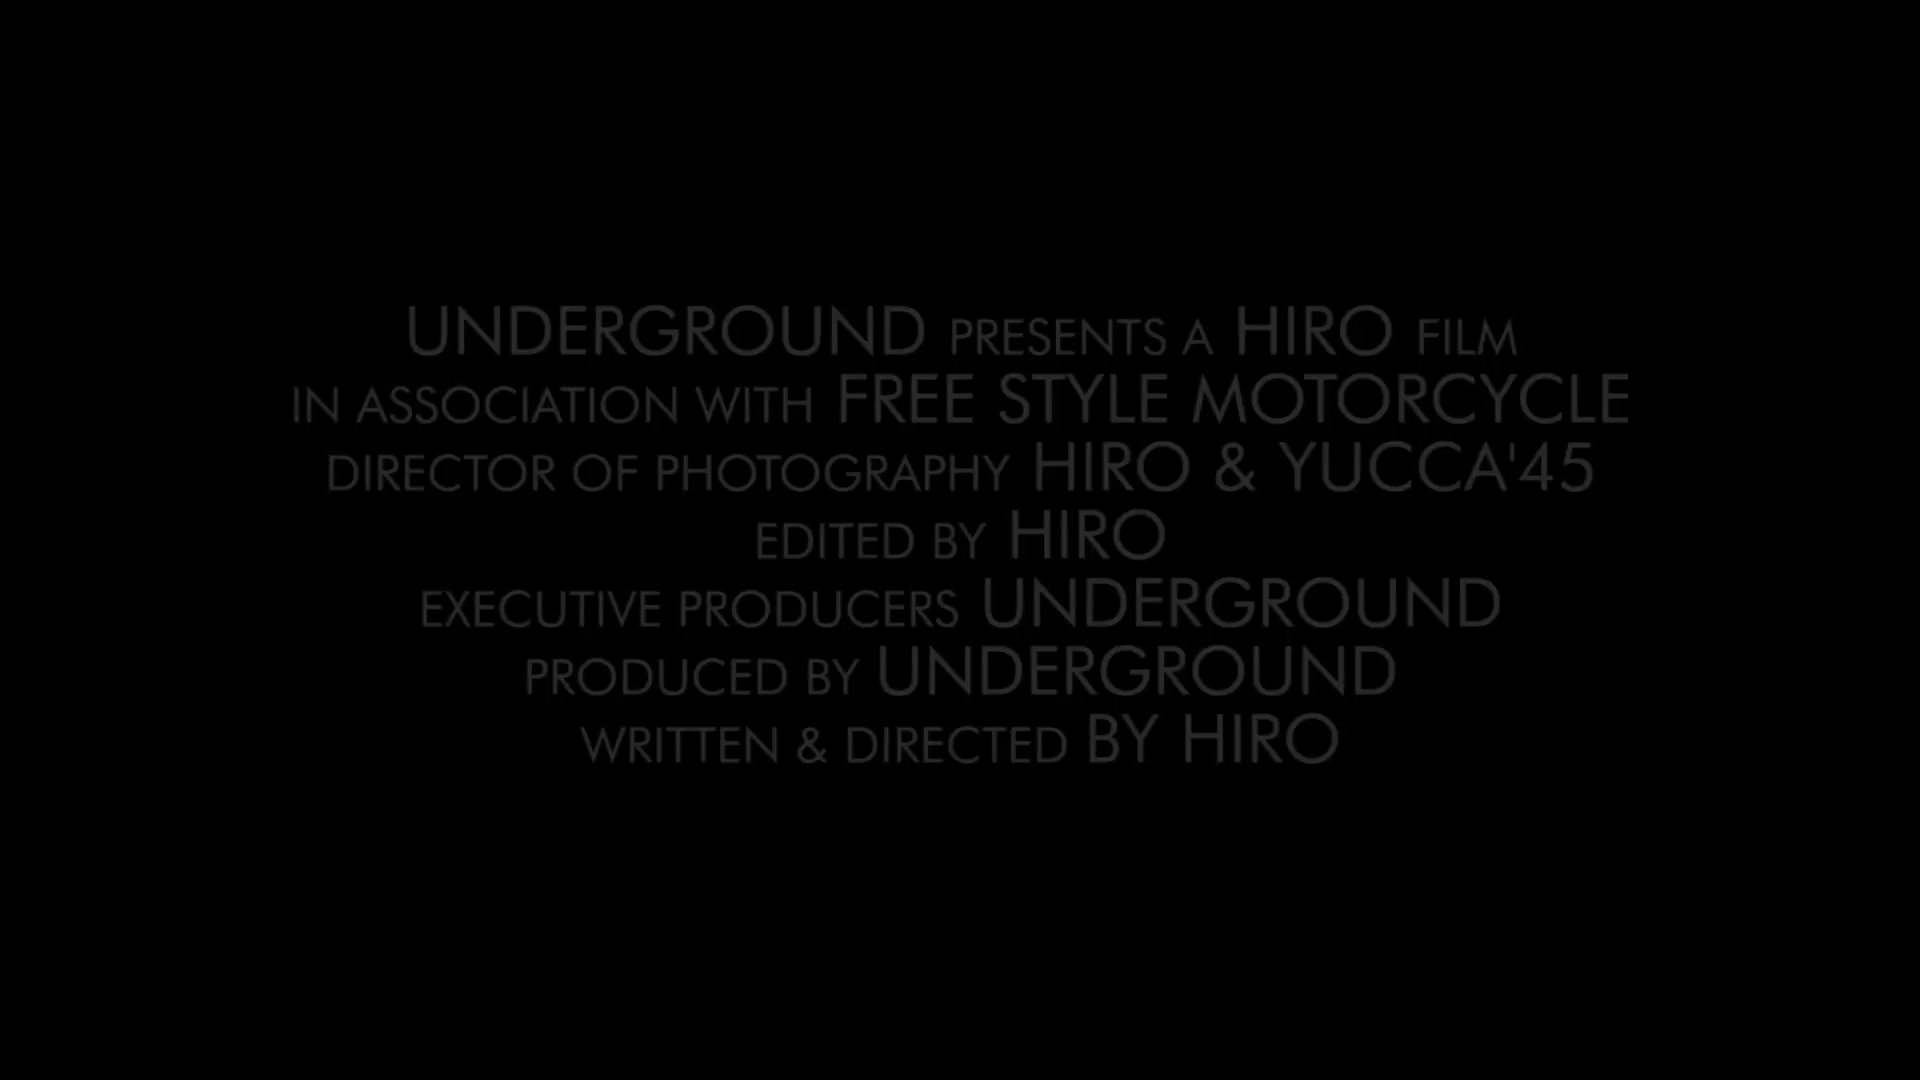 UNDERGROUND PRESENTS A HIRO FILM
IN ASSOCIATION WITH FREE STYLE MOTORCYCLE
DIRECTOR OF PHOTOGRAPHY HIRO & YUCCA'45
EDITED BY HIRO
EXECUTIVE PRODUCERS UNDERGROUND
PRODUCED BY UNDERGROUND
WRITTEN & DIRECTED BY HIRO